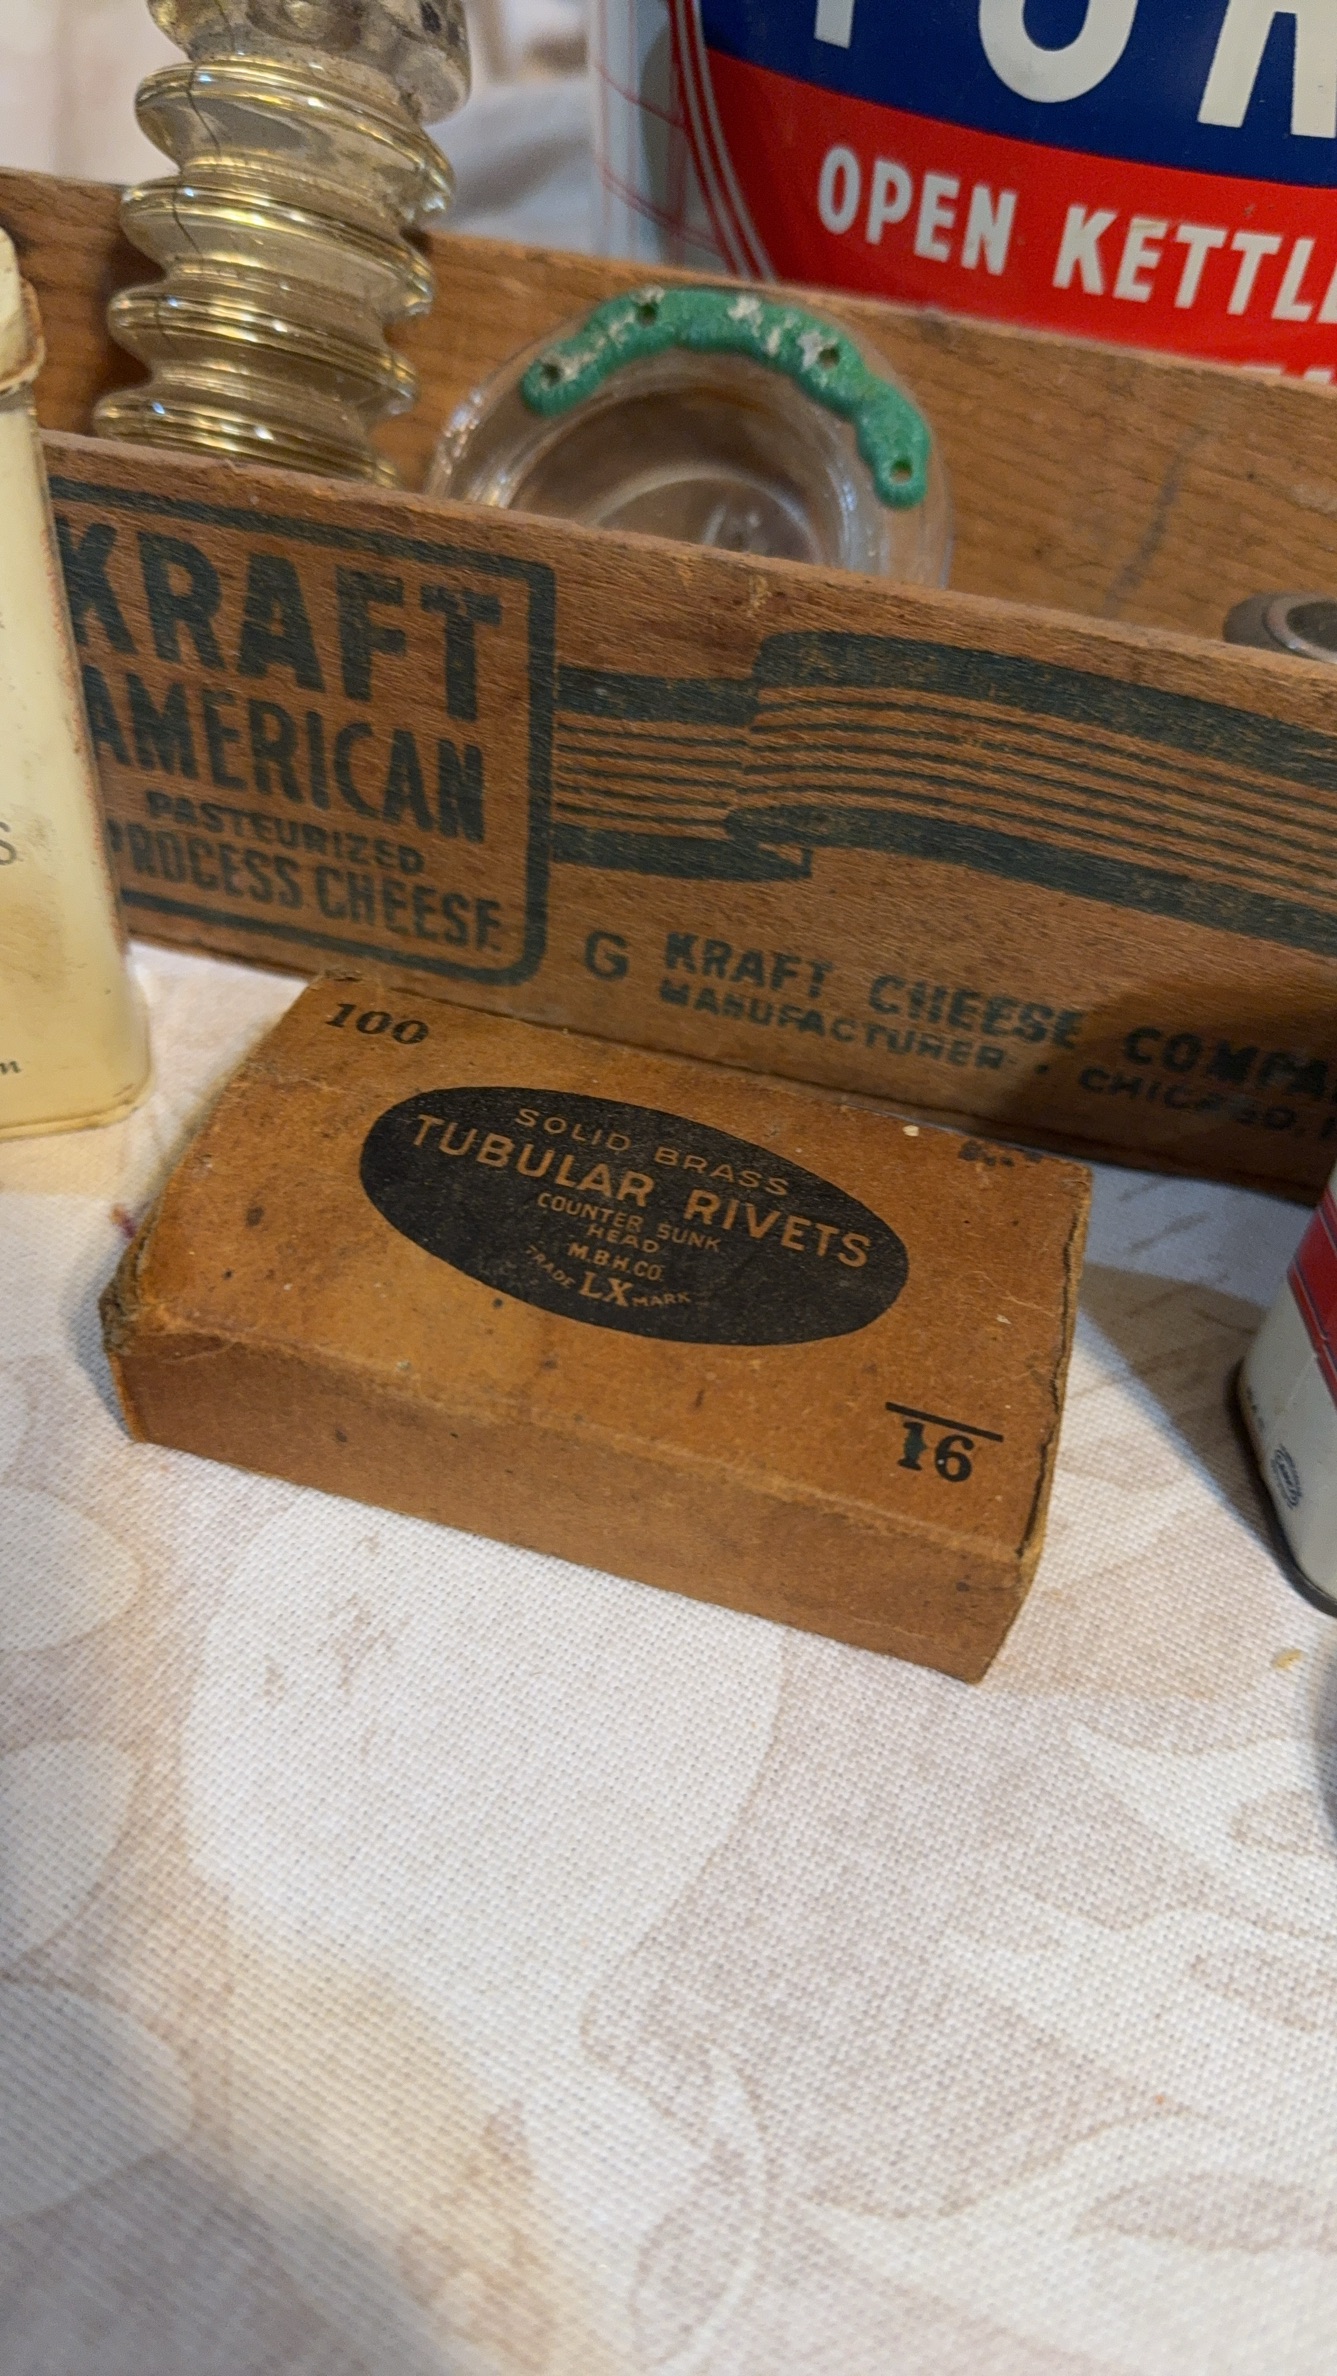 OPEN KETTL
KRAFT
AMERICAN
PASTEURIZED
PROCESS CHEESE
G KRAFT CHEESE COMPA
MANUFACTURER · CHICAGO, I
100
SOLID BRASS
TUBULAR RIVETS
COUNTER SUNK
HEAD
M.B.H.CO.
TRADE LX MARK
16
S
m